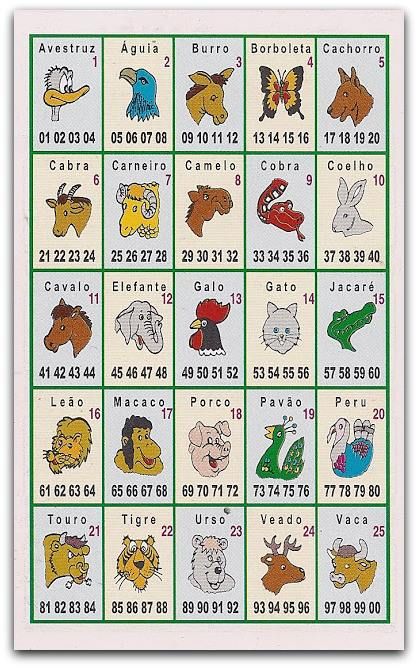 Avestruz Águia Burro Borboleta Cachorro
1 2 3 4 5
01 02 03 04 05 06 07 08 09 10 11 12 13 14 15 16 17 18 19 20
Cabra Carneiro Camelo Cobra Coelho
6 7 8 9 10
21 22 23 24 25 26 27 28 29 30 31 32 33 34 35 36 37 38 39 40
Cavalo Elefante Galo Gato Jacaré
11 12 13 14 15
41 42 43 44 45 46 47 48 49 50 51 52 53 54 55 56 57 58 59 60
Leão Macaco Porco Pavão Peru
16 17 18 19 20
61 62 63 64 65 66 67 68 69 70 71 72 73 74 75 76 77 78 79 80
Touro Tigre Urso Veado Vaca
21 22 23 24 25
81 82 83 84 85 86 87 88 89 90 91 92 93 94 95 96 97 98 99 00